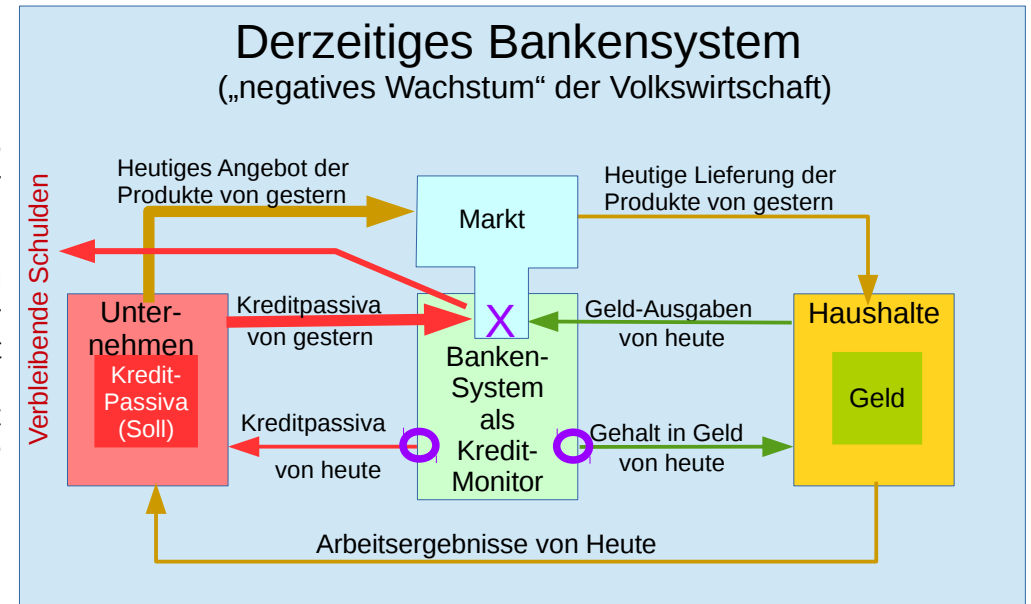 Derzeitiges Bankensystem
(„negatives Wachstum“ der Volkswirtschaft)
Heutiges Angebot der
Produkte von gestern
Heutige Lieferung der
Produkte von gestern
Markt
Verbleibende Schulden
Unter-
nehmen
Kredit-
Passiva
(Soll)
Kreditpassiva
von gestern
X
Geld-Ausgaben
von heute
Haushalte
Geld
Banken-
System
als
Kredit-
Monitor
Kreditpassiva
von heute
Gehalt in Geld
von heute
Arbeitsergebnisse von Heute